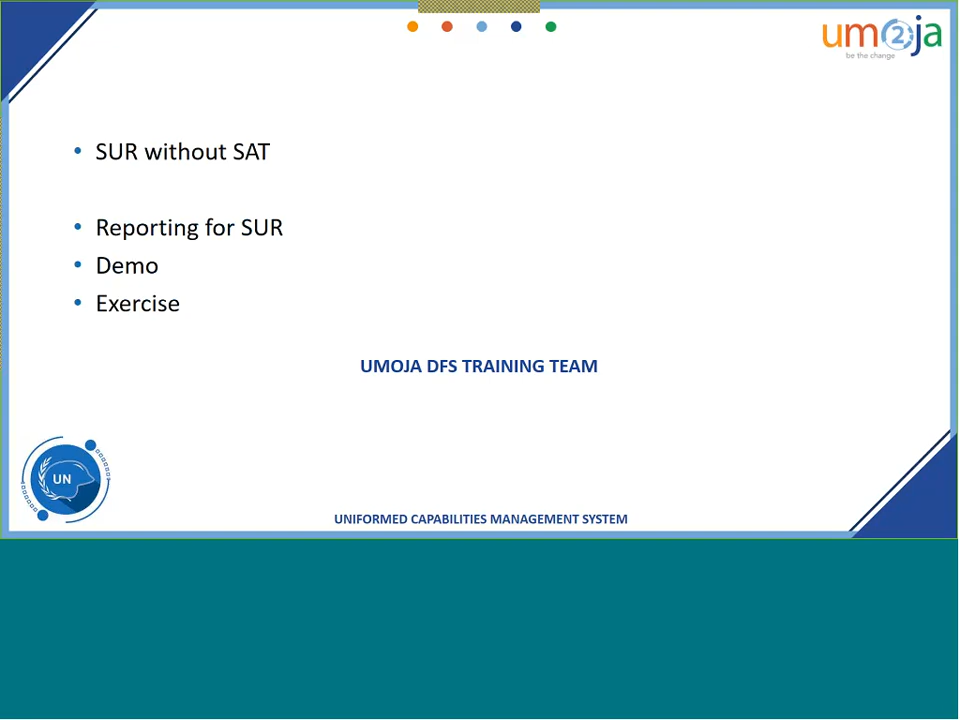 um2ja
be the change
• SUR without SAT
• Reporting for SUR
• Demo
• Exercise
UMOJA DFS TRAINING TEAM
UN
UNIFORMED CAPABILITIES MANAGEMENT SYSTEM